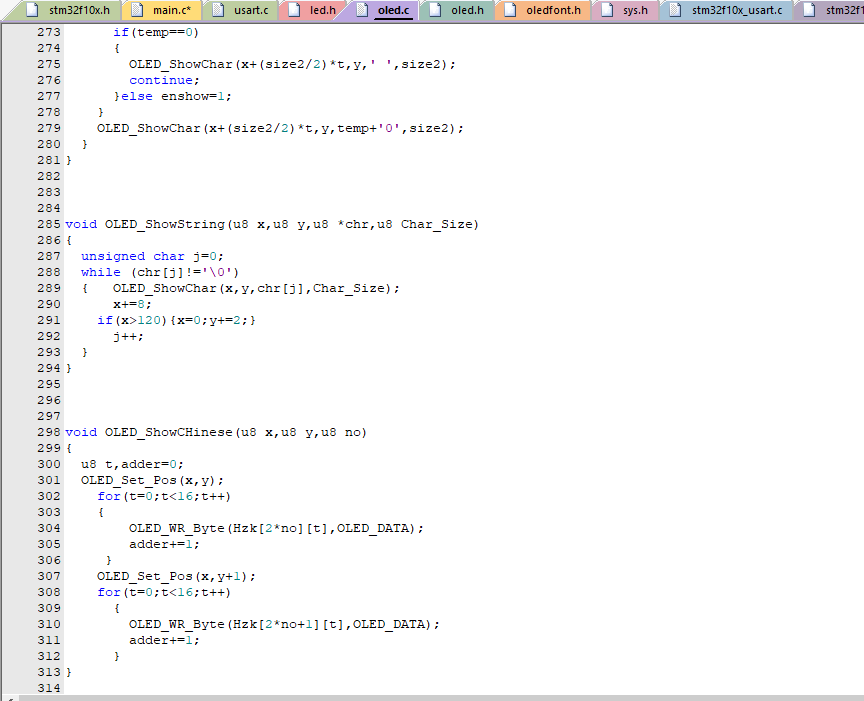 stm32f10x.h main.c* usart.c led.h oled.c oled.h oledfont.h sys.h stm32f10x_usart.c stm32f1
273 if(temp==0)
274 {
275 OLED_ShowChar(x+(size2/2)*t,y,' ',size2);
276 continue;
277 }else enshow=1;
278 }
279 OLED_ShowChar(x+(size2/2)*t,y,temp+'0',size2);
280 }
281 }
282
283
284
285 void OLED_ShowString(u8 x,u8 y,u8 *chr,u8 Char_Size)
286 {
287 unsigned char j=0;
288 while (chr[j]!='\0')
289 { OLED_ShowChar(x,y,chr[j],Char_Size);
290 x+=8;
291 if(x>120){x=0;y+=2;}
292 j++;
293 }
294 }
295
296
297
298 void OLED_ShowCHinese(u8 x,u8 y,u8 no)
299 {
300 u8 t,adder=0;
301 OLED_Set_Pos(x,y);
302 for(t=0;t<16;t++)
303 {
304 OLED_WR_Byte(Hzk[2*no][t],OLED_DATA);
305 adder+=1;
306 }
307 OLED_Set_Pos(x,y+1);
308 for(t=0;t<16;t++)
309 {
310 OLED_WR_Byte(Hzk[2*no+1][t],OLED_DATA);
311 adder+=1;
312 }
313 }
314